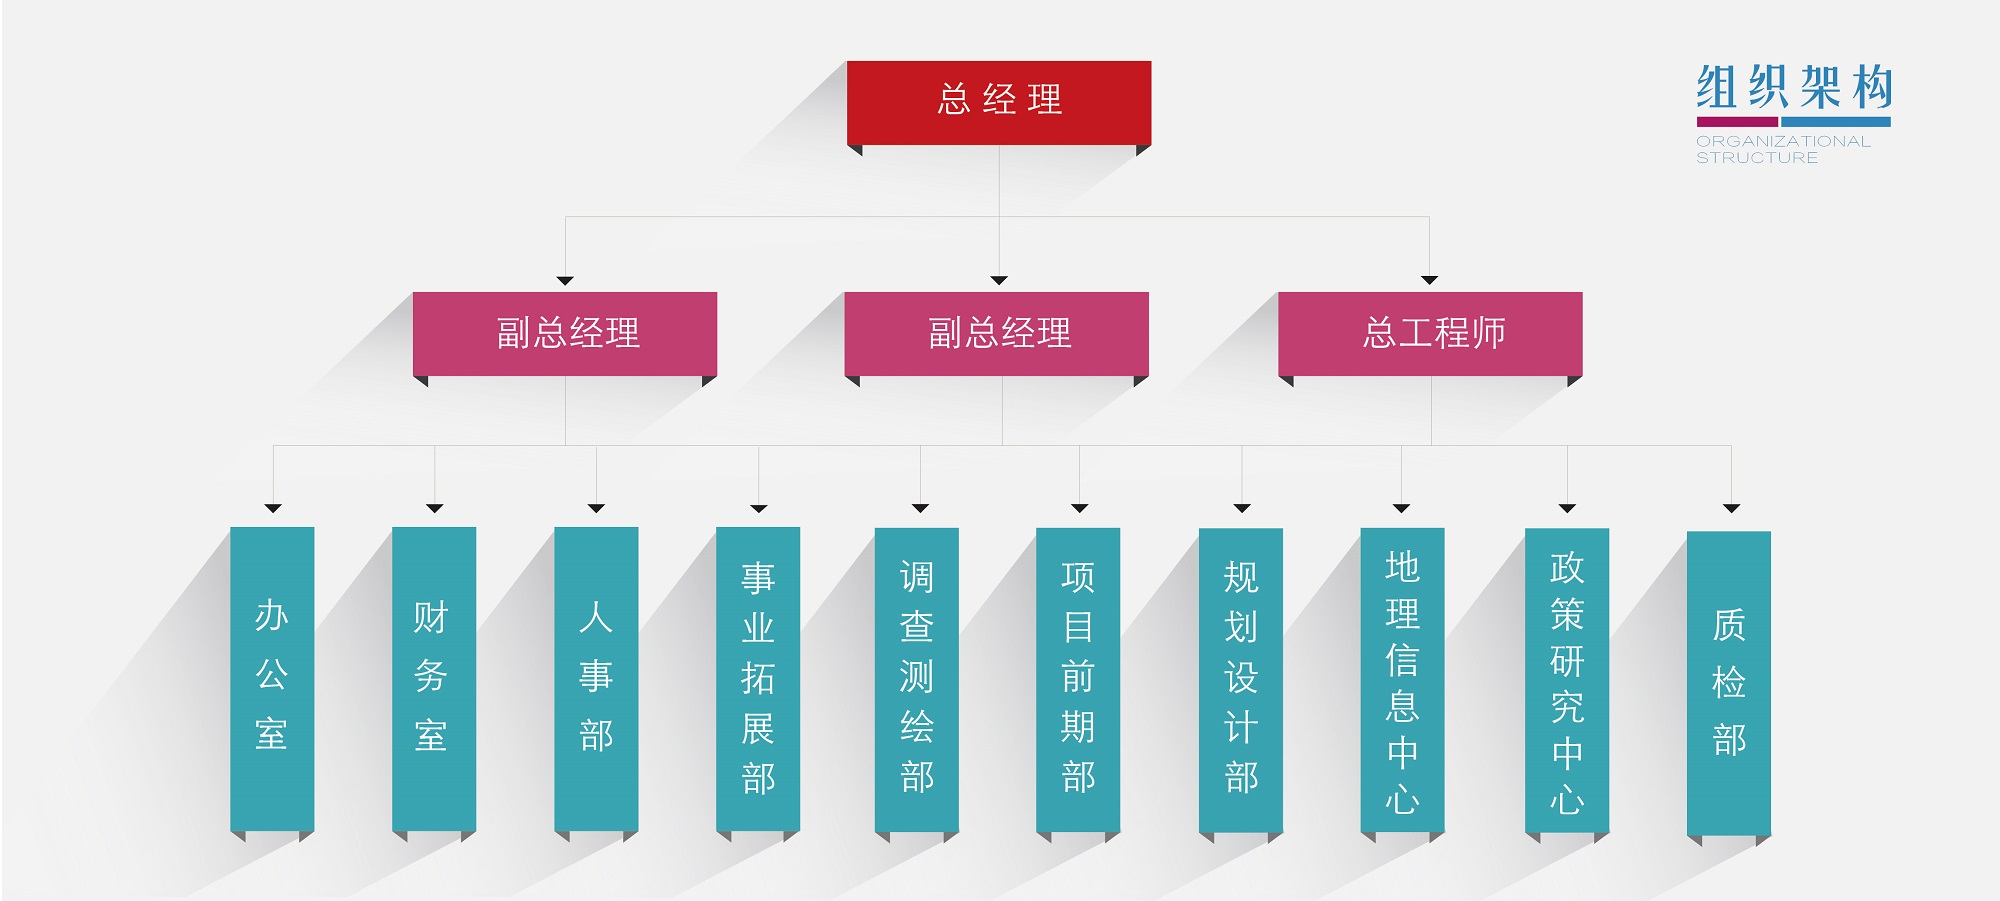 总经理
组织架构
ORGANIZATIONAL
STRUCTURE
副总经理
副总经理
总工程师
办公室
财务室
人事部
事业拓展部
调查测绘部
项目前期部
规划设计部
地理信息中心
政策研究中心
质检部